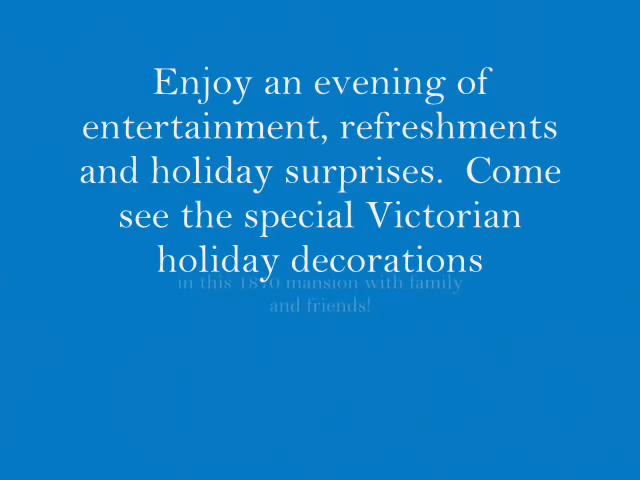 Enjoy an evening of
entertainment, refreshments
and holiday surprises.  Come
see the special Victorian
holiday decorations
in this mansion with family
and friends!